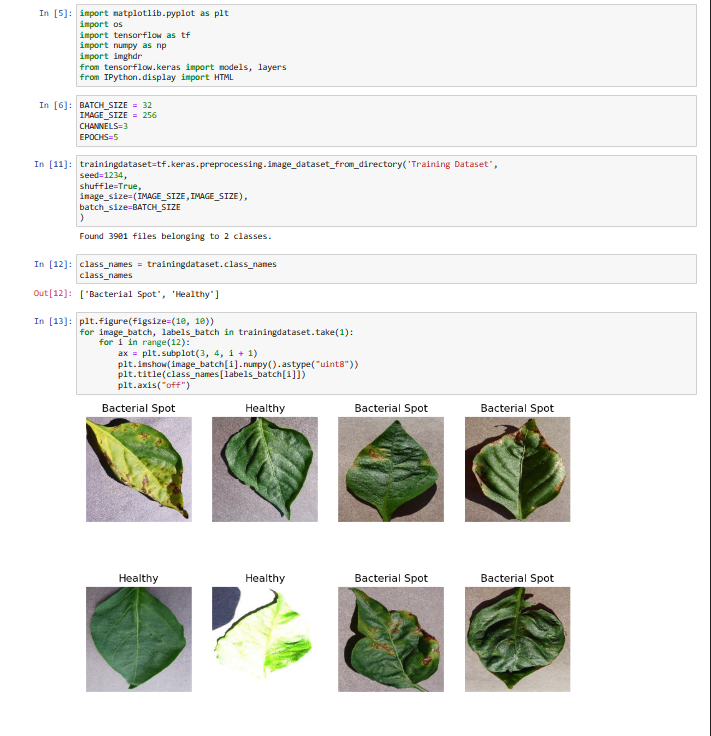 In [5]: import matplotlib.pyplot as plt
import os
import tensorflow as tf
import numpy as np
import imghdr
from tensorflow.keras import models, layers
from IPython.display import HTML
In [6]: BATCH_SIZE = 32
IMAGE_SIZE = 256
CHANNELS=3
EPOCHS=5
In [11]: trainingdataset=tf.keras.preprocessing.image_dataset_from_directory('Training Dataset',
seed=1234,
shuffle=True,
image_size=(IMAGE_SIZE,IMAGE_SIZE),
batch_size=BATCH_SIZE
)
Found 3901 files belonging to 2 classes.
In [12]: class_names = trainingdataset.class_names
class_names
Out[12]: ['Bacterial Spot', 'Healthy']
In [13]: plt.figure(figsize=(10, 10))
for image_batch, labels_batch in trainingdataset.take(1):
    for i in range(12):
        ax = plt.subplot(3, 4, i + 1)
        plt.imshow(image_batch[i].numpy().astype("uint8"))
        plt.title(class_names[labels_batch[i]])
        plt.axis("off")
Bacterial Spot Healthy Bacterial Spot Bacterial Spot
Healthy Healthy Bacterial Spot Bacterial Spot